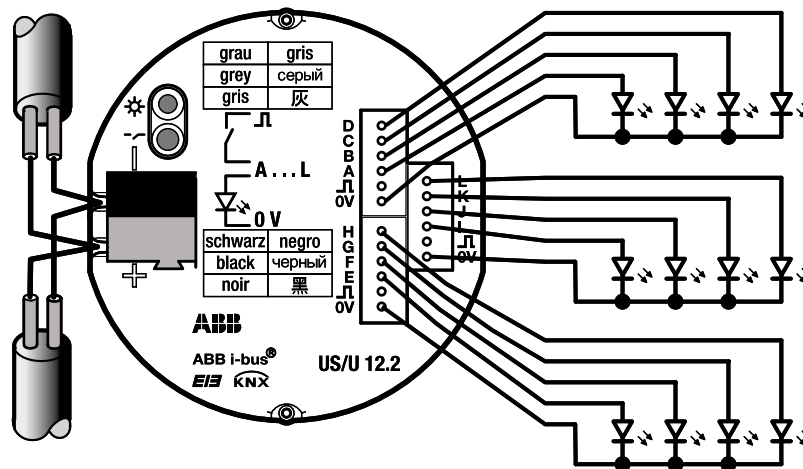 grau gris
grey серый
gris 灰
A...L
0 V
schwarz negro
black черный
noir 黑
D
C
B
A
0V
H
G
F
E
0V
L
K
J
I
0V
ABB
ABB i-bus®
EIB KNX
US/U 12.2